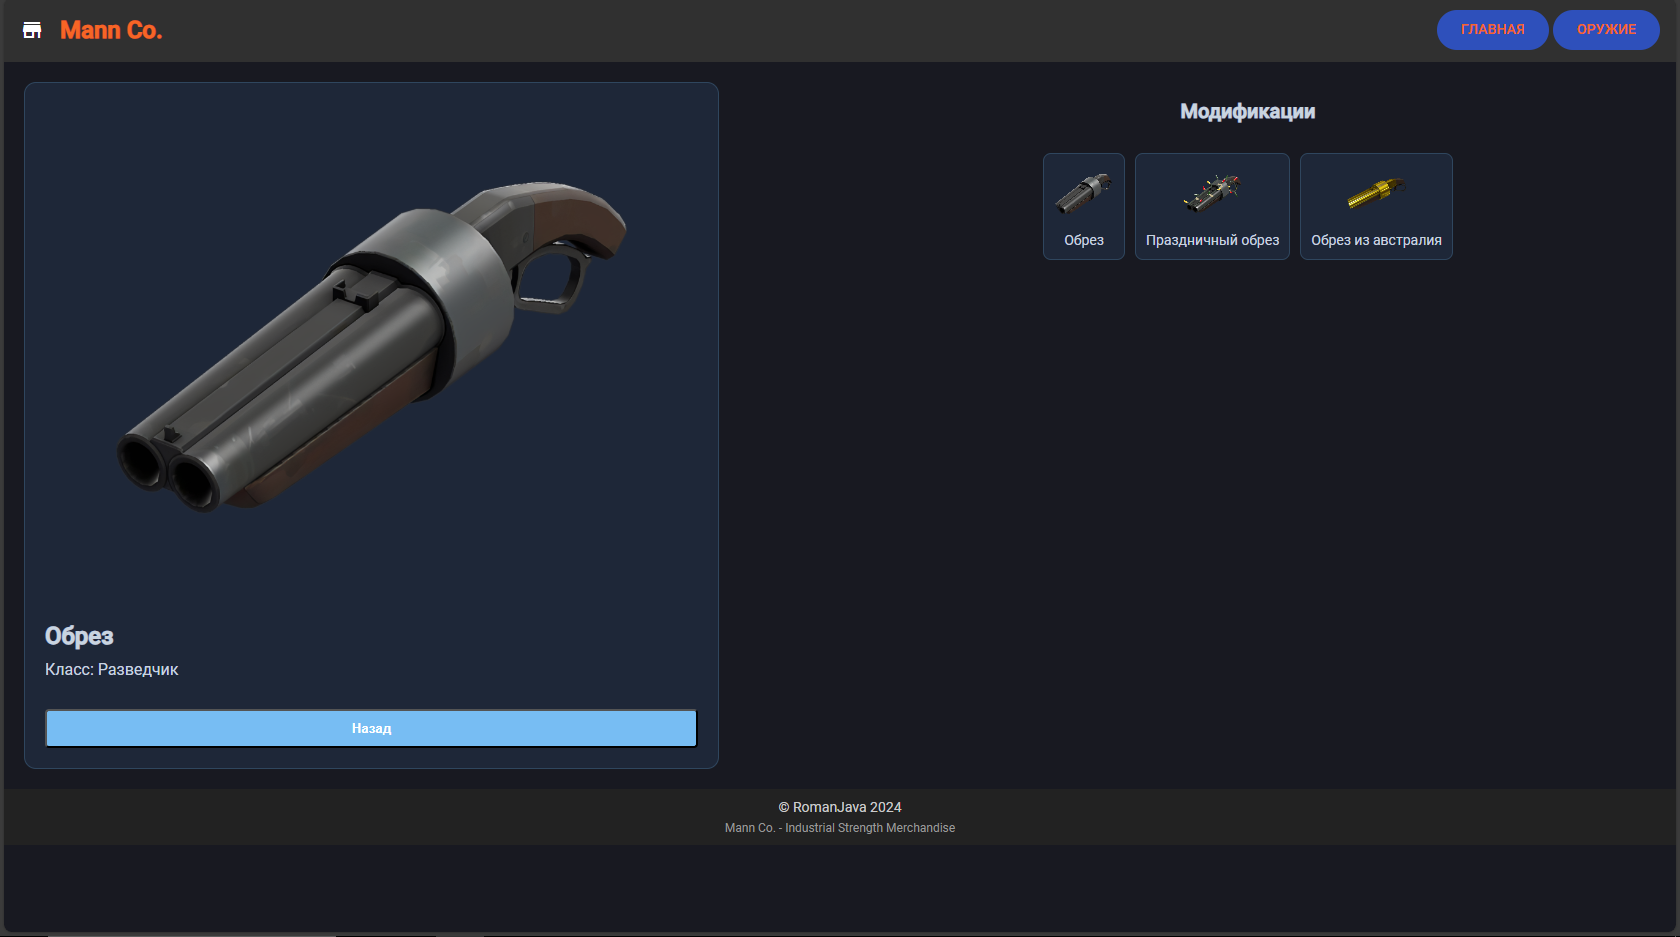 Mann Co.
ГЛАВНАЯ
ОРУЖИЕ
Модификации
Обрез
Праздничный обрез
Обрез из австралия
Обрез
Класс: Разведчик
Назад
© RomanJava 2024
Mann Co. - Industrial Strength Merchandise